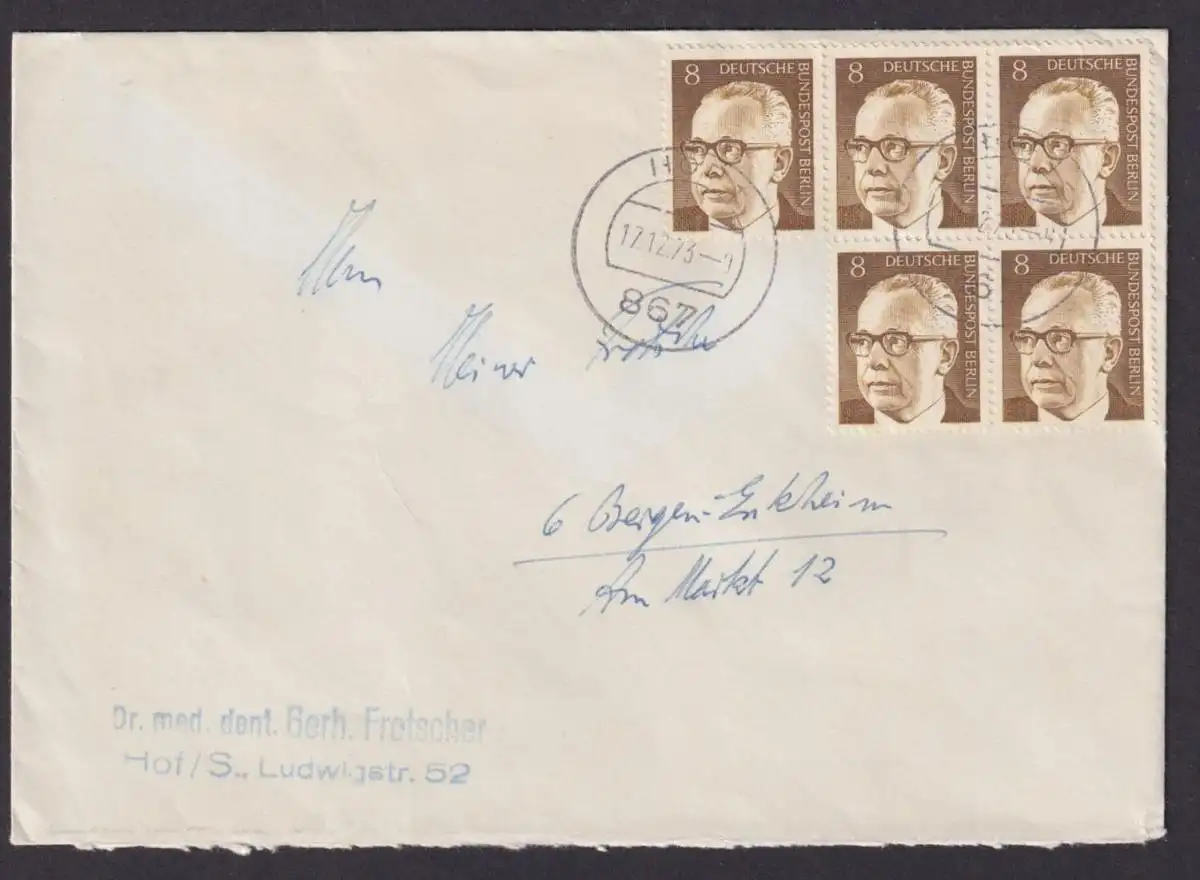 8 DEUTSCHE BUNDESPOST BERLIN
8 DEUTSCHE BUNDESPOST BERLIN
8 DEUTSCHE BUNDESPOST BERLIN
8 DEUTSCHE BUNDESPOST BERLIN
8 DEUTSCHE BUNDESPOST BERLIN
17.12.73
867
Herrn
Heiner
6 Bergen-Enkheim
Am Markt 12
Dr. med. dent. Gerh. Fretscher
Hof/S., Ludwigstr. 52